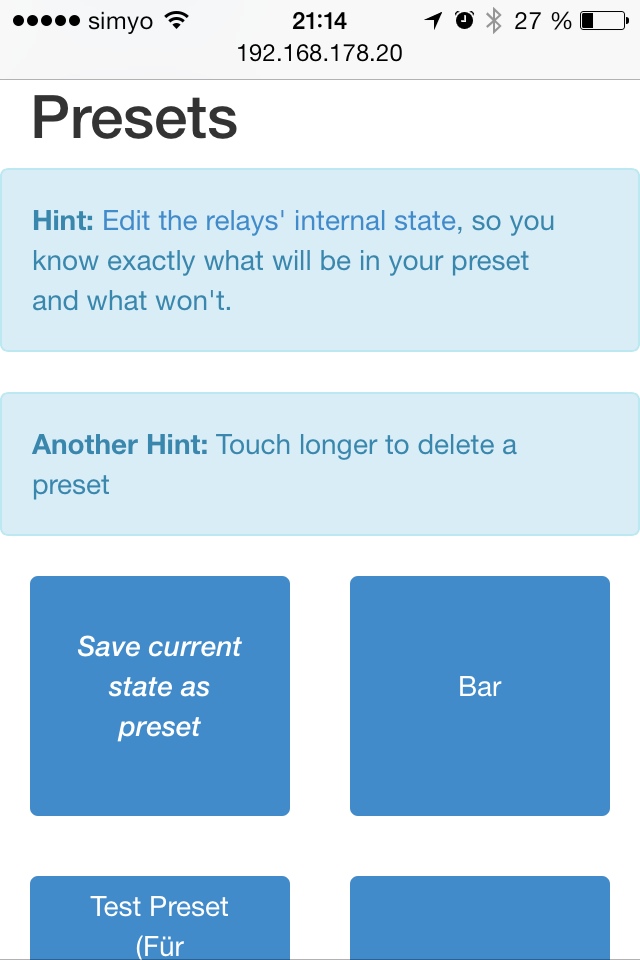 simyo 21:14 27 %
192.168.178.20
Presets
Hint: Edit the relays' internal state, so you
know exactly what will be in your preset
and what won't.
Another Hint: Touch longer to delete a
preset
Save current
state as
preset
Bar
Test Preset
(Für